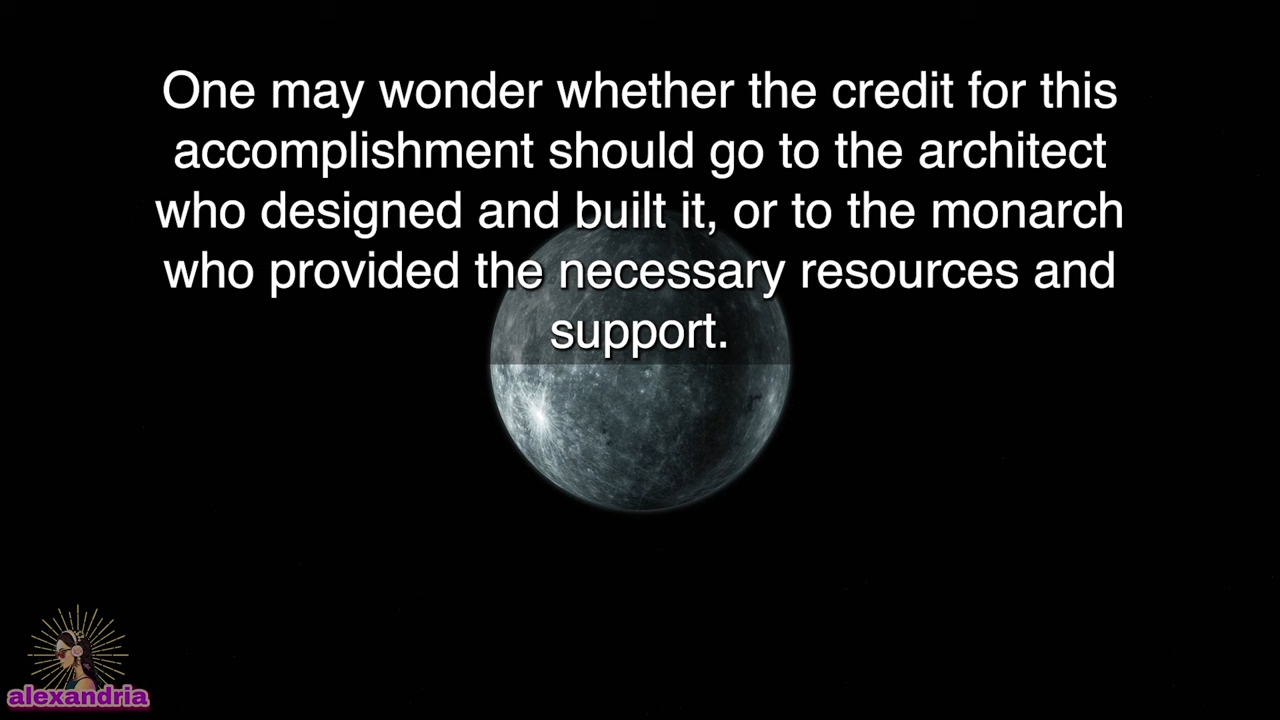 One may wonder whether the credit for this
accomplishment should go to the architect
who designed and built it, or to the monarch
who provided the necessary resources and
support.
alexandria